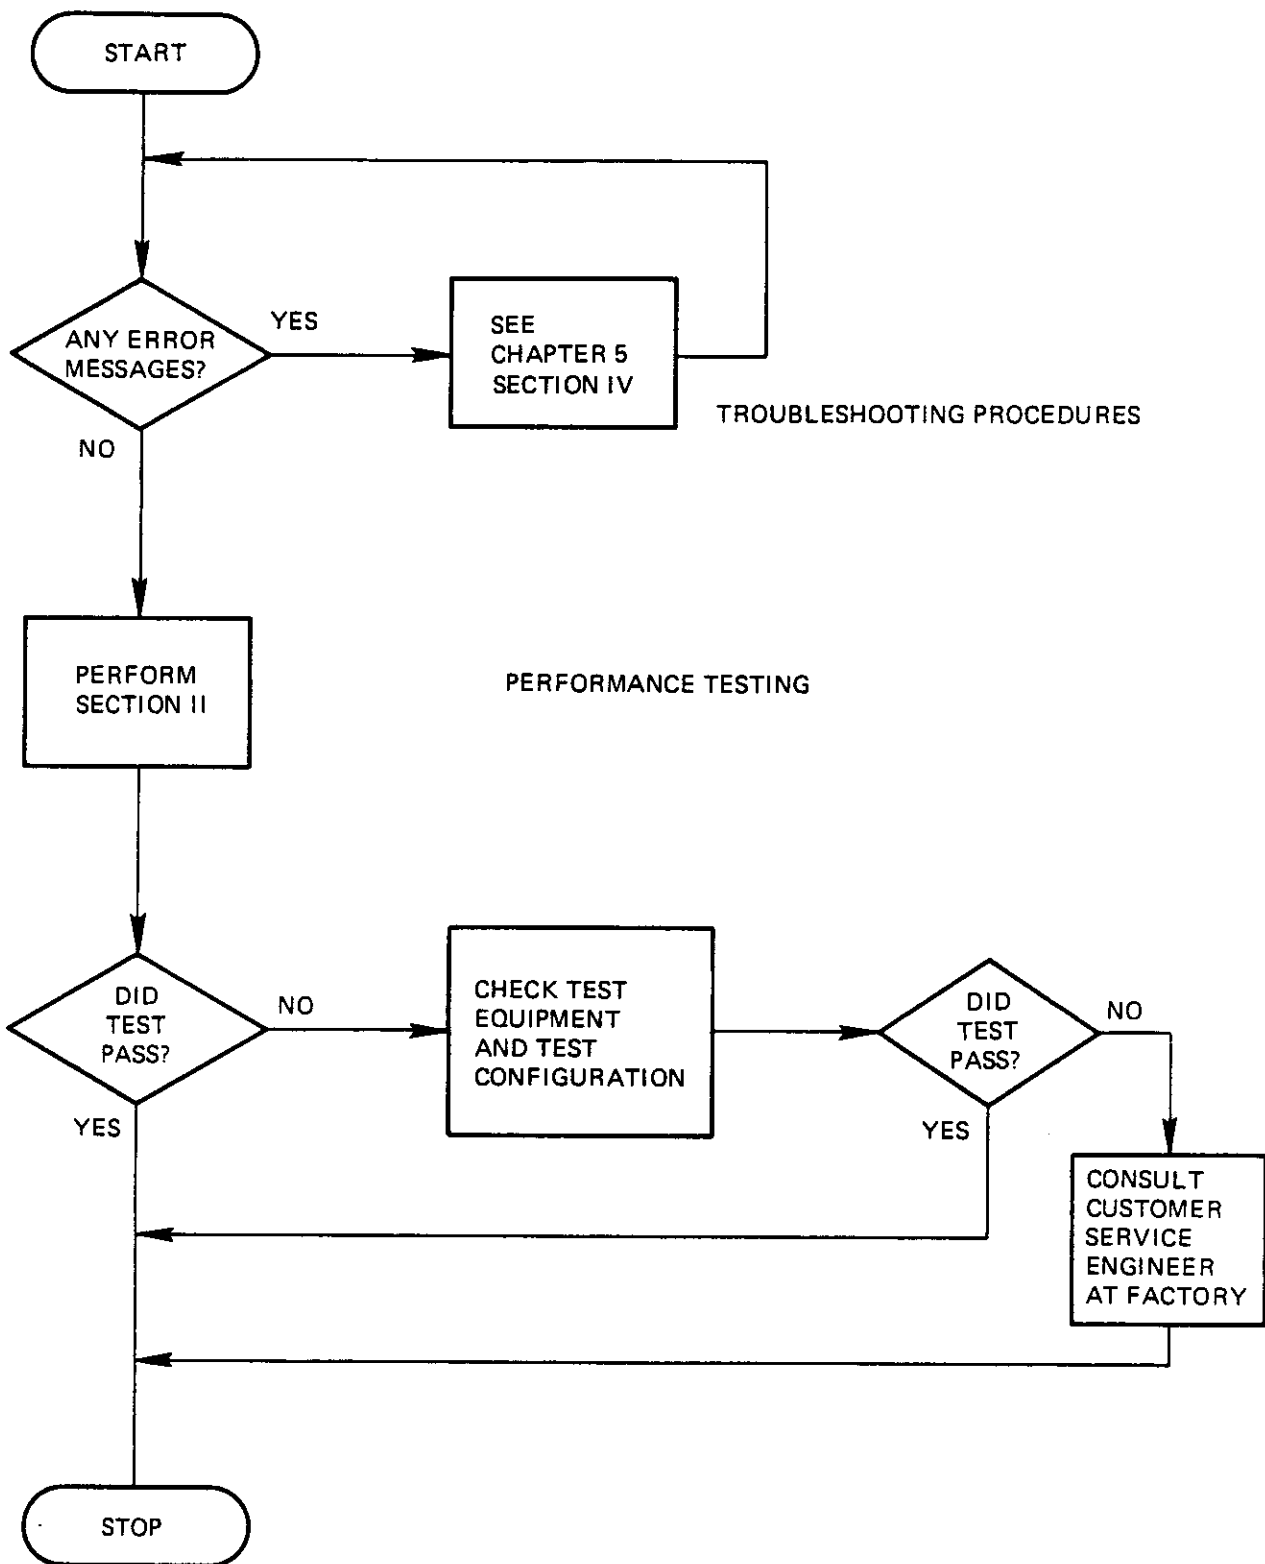 START
ANY ERROR
MESSAGES?
YES
SEE
CHAPTER 5
SECTION IV
TROUBLESHOOTING PROCEDURES
NO
PERFORM
SECTION II
PERFORMANCE TESTING
DID
TEST
PASS?
NO
YES
CHECK TEST
EQUIPMENT
AND TEST
CONFIGURATION
DID
TEST
PASS?
NO
YES
CONSULT
CUSTOMER
SERVICE
ENGINEER
AT FACTORY
STOP